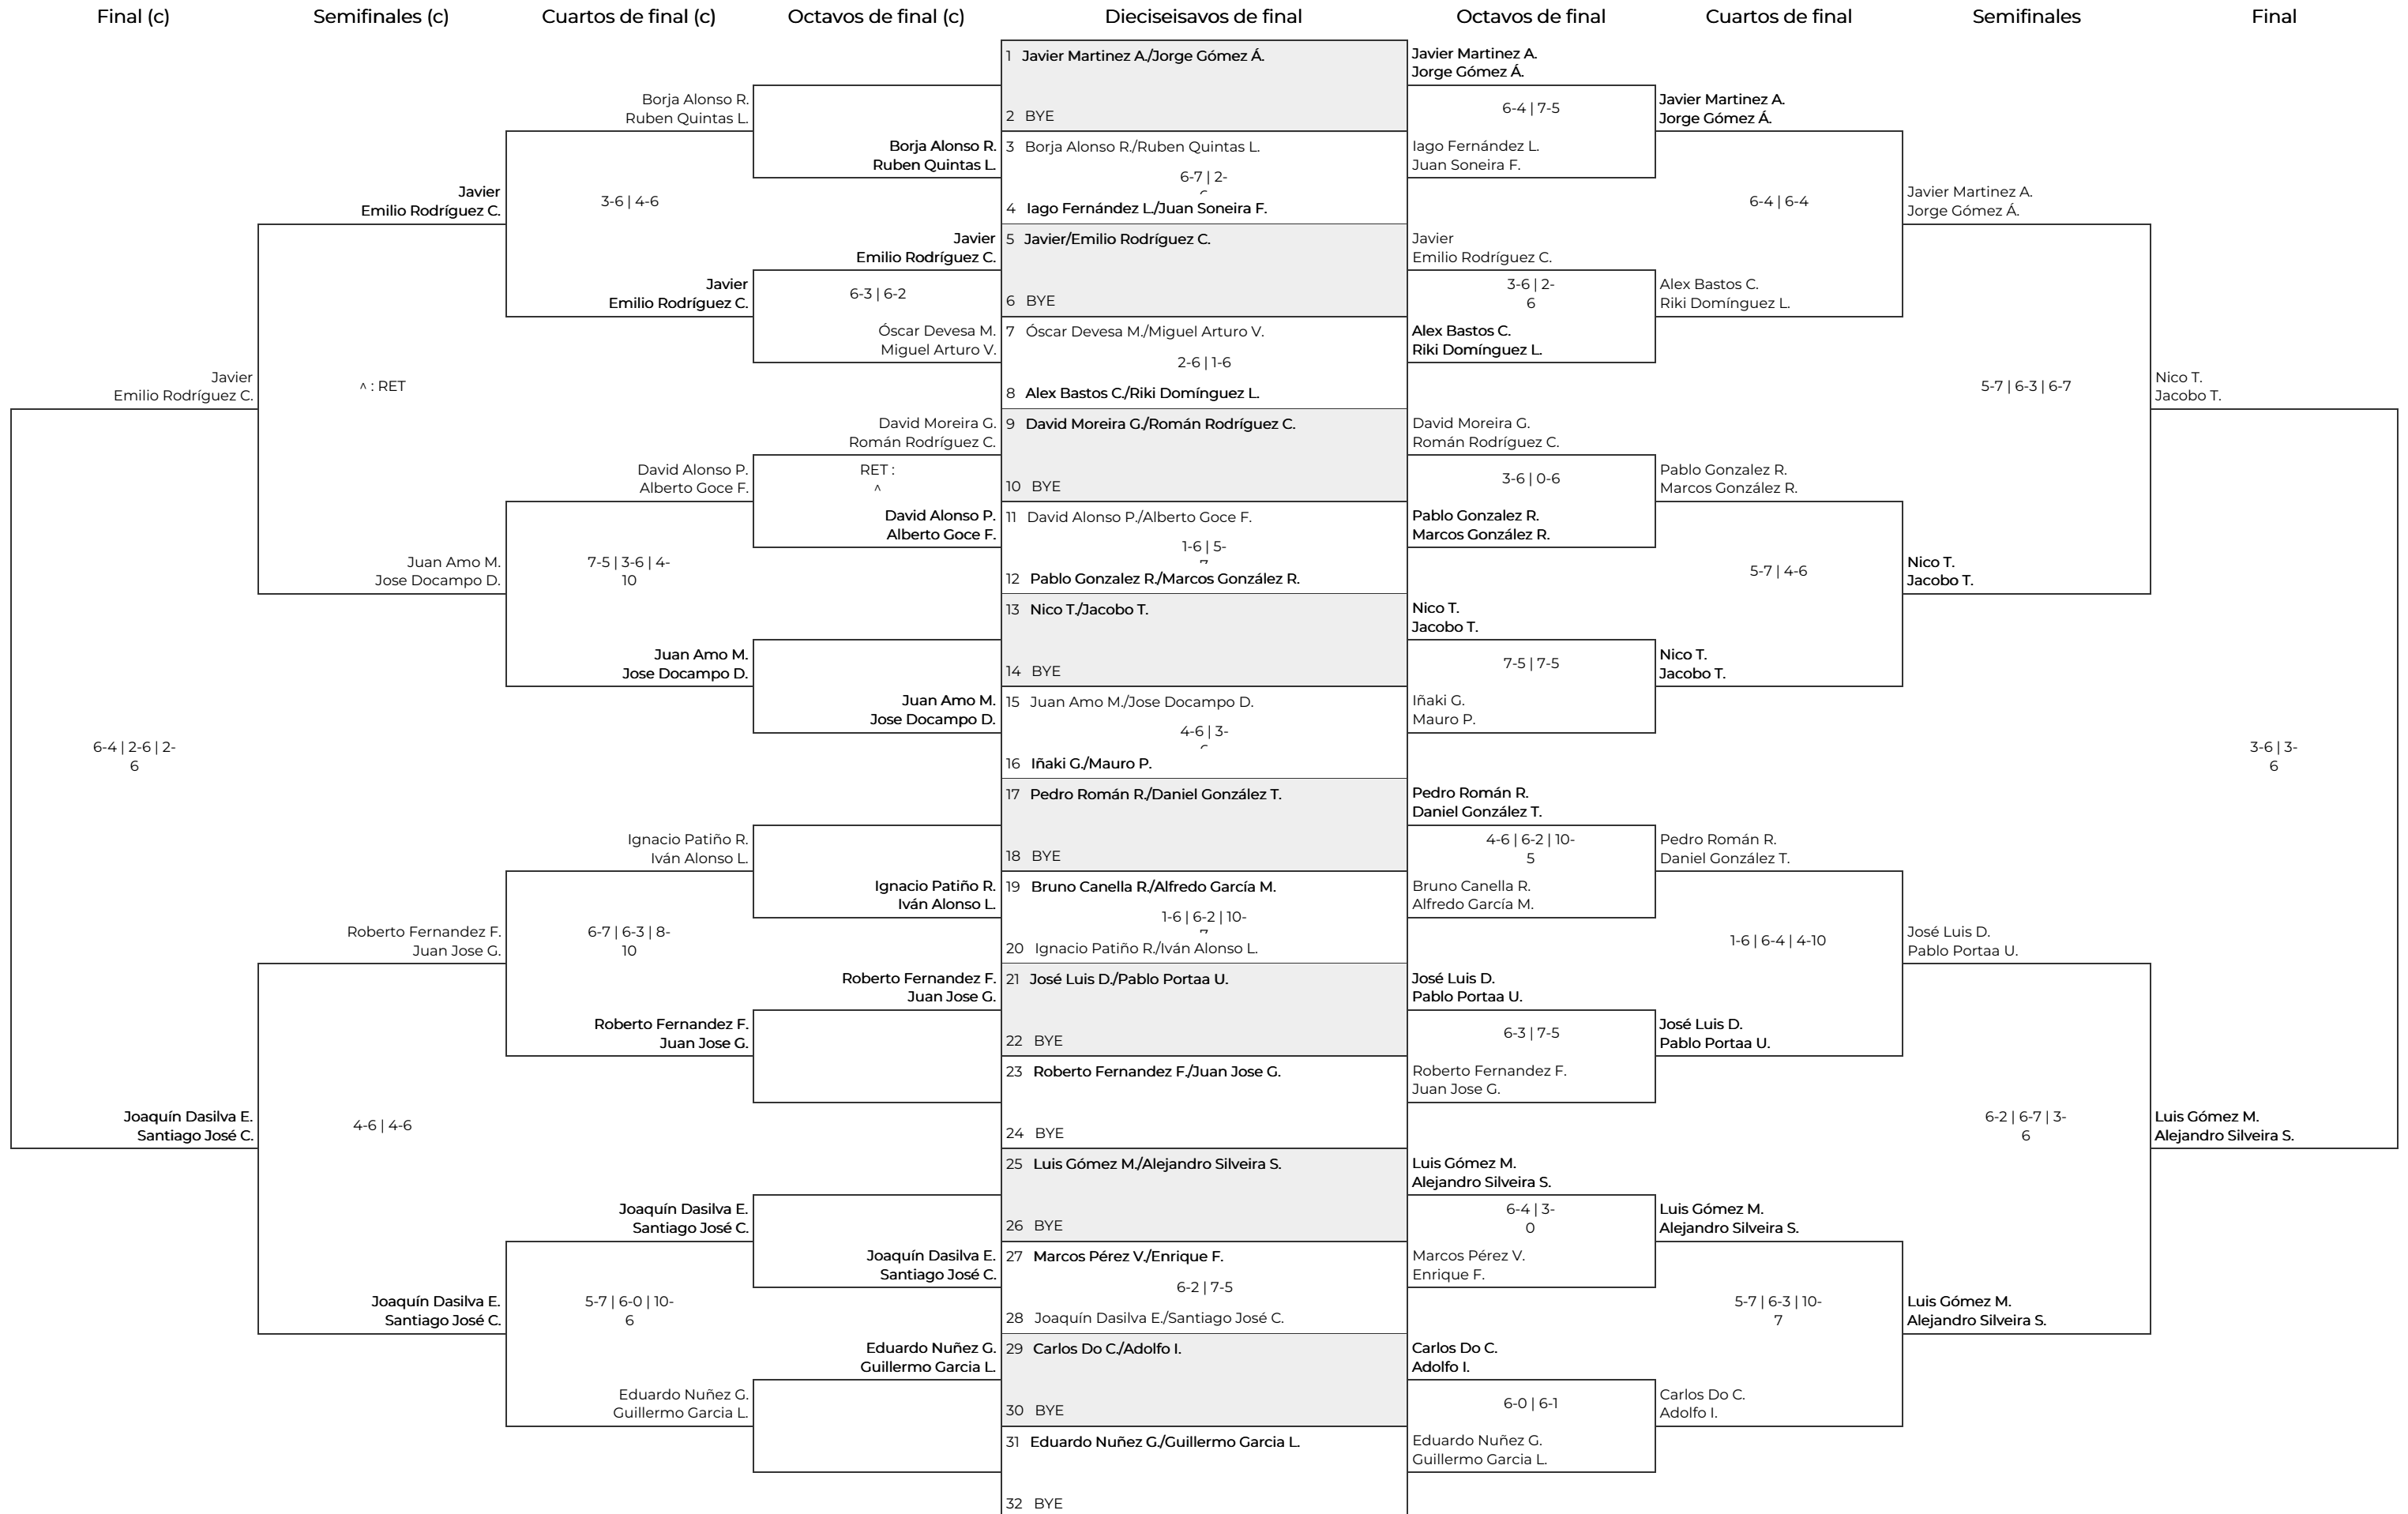 Final (c)
Semifinales (c)
Cuartos de final (c)
Octavos de final (c)
Dieciseisavos de final
Octavos de final
Cuartos de final
Semifinales
Final
Javier
Emilio Rodríguez C.
6-4 | 2-6 | 2-
6
Joaquín Dasilva E.
Santiago José C.
Javier
Emilio Rodríguez C.
^ : RET
Juan Amo M.
Jose Docampo D.
Roberto Fernandez F.
Juan Jose G.
4-6 | 4-6
Joaquín Dasilva E.
Santiago José C.
Borja Alonso R.
Ruben Quintas L.
3-6 | 4-6
Javier
Emilio Rodríguez C.
David Alonso P.
Alberto Goce F.
7-5 | 3-6 | 4-
10
Juan Amo M.
Jose Docampo D.
Ignacio Patiño R.
Iván Alonso L.
6-7 | 6-3 | 8-
10
Roberto Fernandez F.
Juan Jose G.
Joaquín Dasilva E.
Santiago José C.
5-7 | 6-0 | 10-
6
Eduardo Nuñez G.
Guillermo Garcia L.
Borja Alonso R.
Ruben Quintas L.
Javier
Emilio Rodríguez C.
6-3 | 6-2
Óscar Devesa M.
Miguel Arturo V.
David Moreira G.
Román Rodríguez C.
RET :
^
David Alonso P.
Alberto Goce F.
Juan Amo M.
Jose Docampo D.
Ignacio Patiño R.
Iván Alonso L.
Roberto Fernandez F.
Juan Jose G.
Joaquín Dasilva E.
Santiago José C.
Eduardo Nuñez G.
Guillermo Garcia L.
1 Javier Martinez A./Jorge Gómez Á.
2 BYE
3 Borja Alonso R./Ruben Quintas L.
6-7 | 2-
4 Iago Fernández L./Juan Soneira F.
5 Javier/Emilio Rodríguez C.
6 BYE
7 Óscar Devesa M./Miguel Arturo V.
2-6 | 1-6
8 Alex Bastos C./Riki Domínguez L.
9 David Moreira G./Román Rodríguez C.
10 BYE
11 David Alonso P./Alberto Goce F.
1-6 | 5-
12 Pablo Gonzalez R./Marcos González R.
13 Nico T./Jacobo T.
14 BYE
15 Juan Amo M./Jose Docampo D.
4-6 | 3-
16 Iñaki G./Mauro P.
17 Pedro Román R./Daniel González T.
18 BYE
19 Bruno Canella R./Alfredo García M.
1-6 | 6-2 | 10-
20 Ignacio Patiño R./Iván Alonso L.
21 José Luis D./Pablo Portaa U.
22 BYE
23 Roberto Fernandez F./Juan Jose G.
24 BYE
25 Luis Gómez M./Alejandro Silveira S.
26 BYE
27 Marcos Pérez V./Enrique F.
6-2 | 7-5
28 Joaquín Dasilva E./Santiago José C.
29 Carlos Do C./Adolfo I.
30 BYE
31 Eduardo Nuñez G./Guillermo Garcia L.
32 BYE
Javier Martinez A.
Jorge Gómez Á.
6-4 | 7-5
Iago Fernández L.
Juan Soneira F.
Javier
Emilio Rodríguez C.
3-6 | 2-
6
Alex Bastos C.
Riki Domínguez L.
David Moreira G.
Román Rodríguez C.
3-6 | 0-6
Pablo Gonzalez R.
Marcos González R.
Nico T.
Jacobo T.
7-5 | 7-5
Iñaki G.
Mauro P.
Pedro Román R.
Daniel González T.
4-6 | 6-2 | 10-
5
Bruno Canella R.
Alfredo García M.
José Luis D.
Pablo Portaa U.
6-3 | 7-5
Roberto Fernandez F.
Juan Jose G.
Luis Gómez M.
Alejandro Silveira S.
6-4 | 3-
0
Marcos Pérez V.
Enrique F.
Carlos Do C.
Adolfo I.
6-0 | 6-1
Eduardo Nuñez G.
Guillermo Garcia L.
Javier Martinez A.
Jorge Gómez Á.
6-4 | 6-4
Alex Bastos C.
Riki Domínguez L.
Pablo Gonzalez R.
Marcos González R.
5-7 | 4-6
Nico T.
Jacobo T.
Pedro Román R.
Daniel González T.
1-6 | 6-4 | 4-10
José Luis D.
Pablo Portaa U.
Luis Gómez M.
Alejandro Silveira S.
5-7 | 6-3 | 10-
7
Carlos Do C.
Adolfo I.
Javier Martinez A.
Jorge Gómez Á.
5-7 | 6-3 | 6-7
Nico T.
Jacobo T.
José Luis D.
Pablo Portaa U.
6-2 | 6-7 | 3-
6
Luis Gómez M.
Alejandro Silveira S.
Nico T.
Jacobo T.
3-6 | 3-
6
Luis Gómez M.
Alejandro Silveira S.